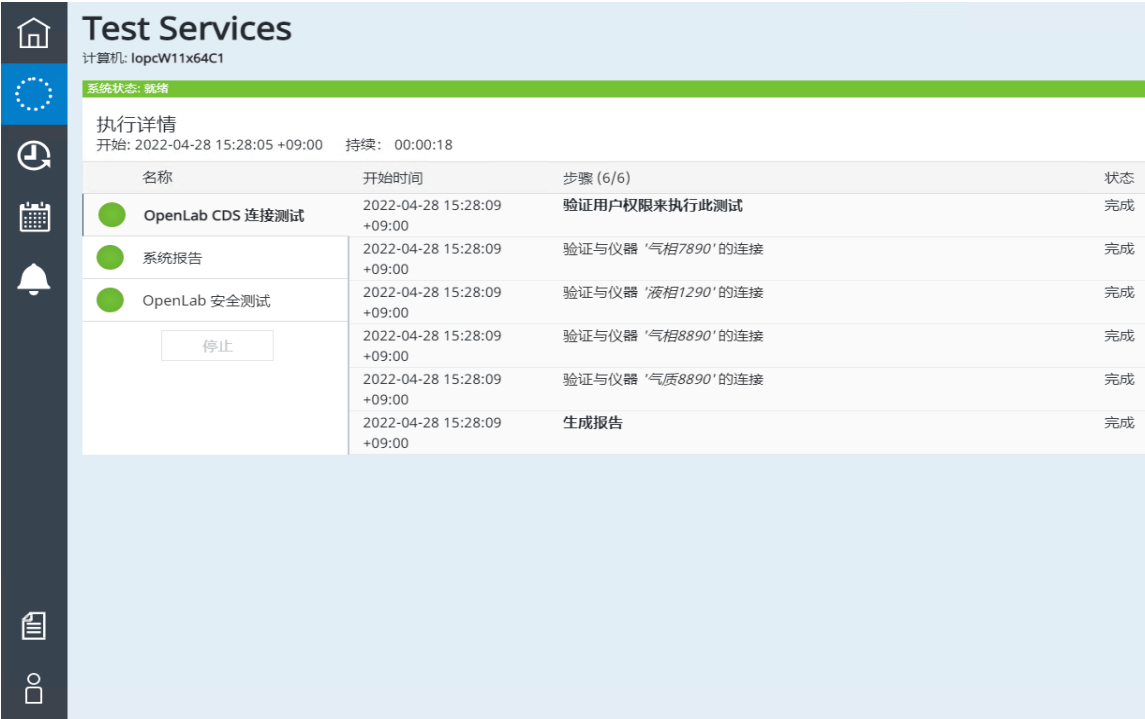 Test Services
计算机: lopcW11x64C1
系统状态: 就绪
执行详情
开始: 2022-04-28 15:28:05 +09:00 持续: 00:00:18
名称 开始时间 步骤 (6/6) 状态
OpenLab CDS 连接测试
系统报告
OpenLab 安全测试
停止
2022-04-28 15:28:09 验证用户权限来执行此测试 完成
+09:00
2022-04-28 15:28:09 验证与仪器 '气相7890' 的连接 完成
+09:00
2022-04-28 15:28:09 验证与仪器 '液相1290' 的连接 完成
+09:00
2022-04-28 15:28:09 验证与仪器 '气相8890' 的连接 完成
+09:00
2022-04-28 15:28:09 验证与仪器 '气质8890' 的连接 完成
+09:00
2022-04-28 15:28:09 生成报告 完成
+09:00